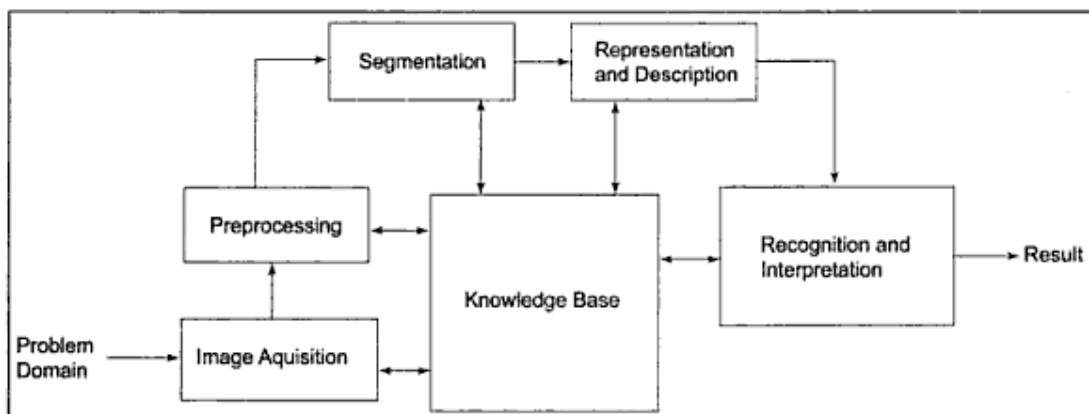 Segmentation
Representation
and Description
Preprocessing
Recognition and
Interpretation
Result
Knowledge Base
Problem
Domain
Image Aquisition